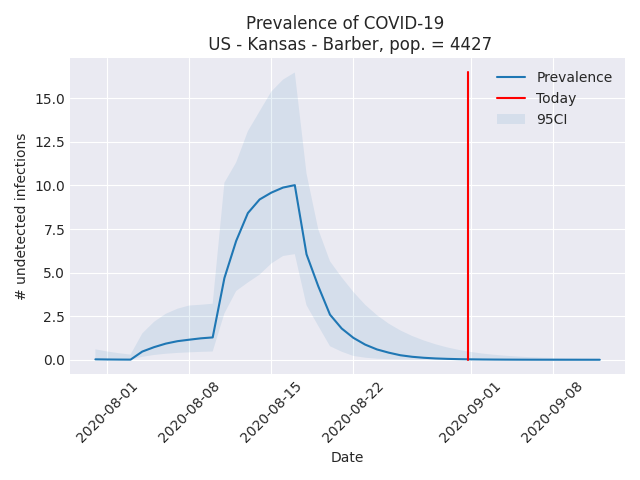 Prevalence of COVID-19
US - Kansas - Barber, pop. = 4427
Prevalence
Today
95CI
# undetected infections
15.0
12.5
10.0
7.5
5.0
2.5
0.0
2020-08-01
2020-08-08
2020-08-15
2020-08-22
2020-09-01
2020-09-08
Date